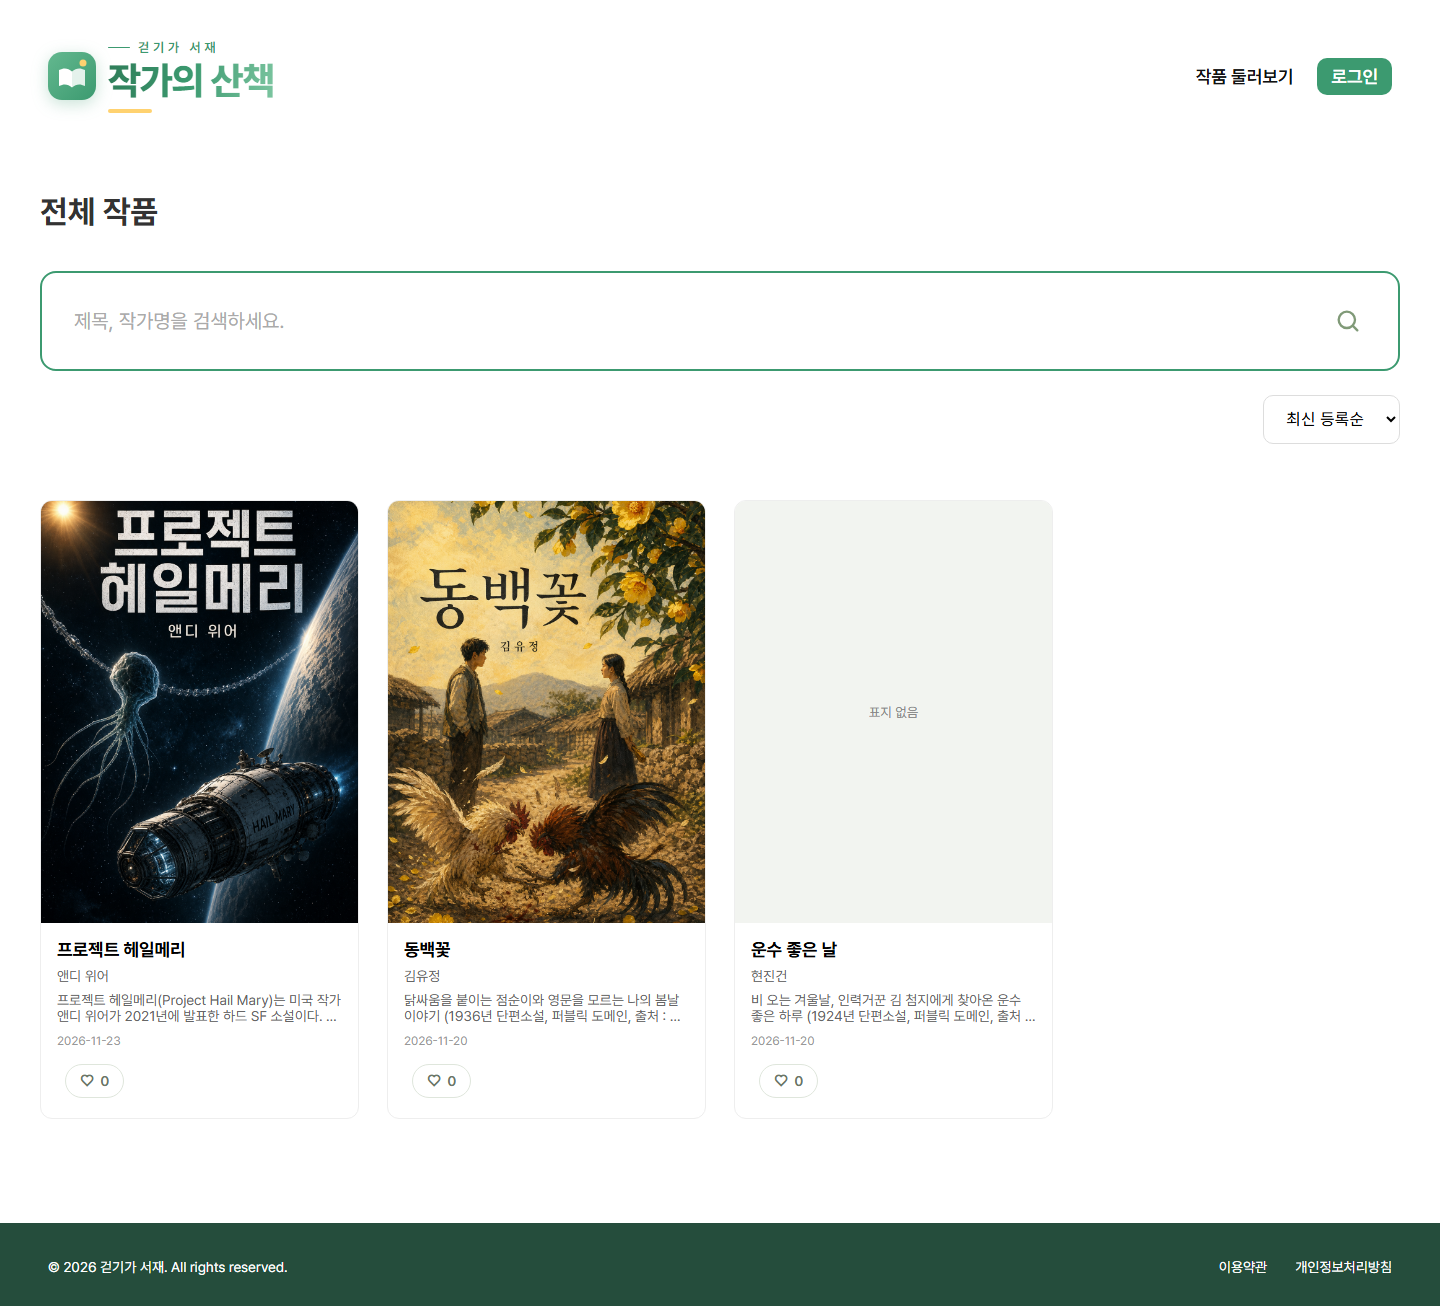 걷기가 서재
작가의 산책
작품 둘러보기
로그인
전체 작품
제목, 작가명을 검색하세요.
최신 등록순
프로젝트
헤일메리
앤디 위어
HAIL MARY
동백꽃
김유정
표지 없음
프로젝트 헤일메리
앤디 위어
프로젝트 헤일메리(Project Hail Mary)는 미국 작가
앤디 위어가 2021년에 발표한 하드 SF 소설이다. ...
2026-11-23
0
동백꽃
김유정
닭싸움을 붙이는 점순이와 영문을 모르는 나의 봄날
이야기 (1936년 단편소설, 퍼블릭 도메인, 출처 : ...
2026-11-20
0
운수 좋은 날
현진건
비 오는 겨울날, 인력거꾼 김 첨지에게 찾아온 운수
좋은 하루 (1924년 단편소설, 퍼블릭 도메인, 출처 ...
2026-11-20
0
© 2026 걷기가 서재. All rights reserved.
이용약관
개인정보처리방침